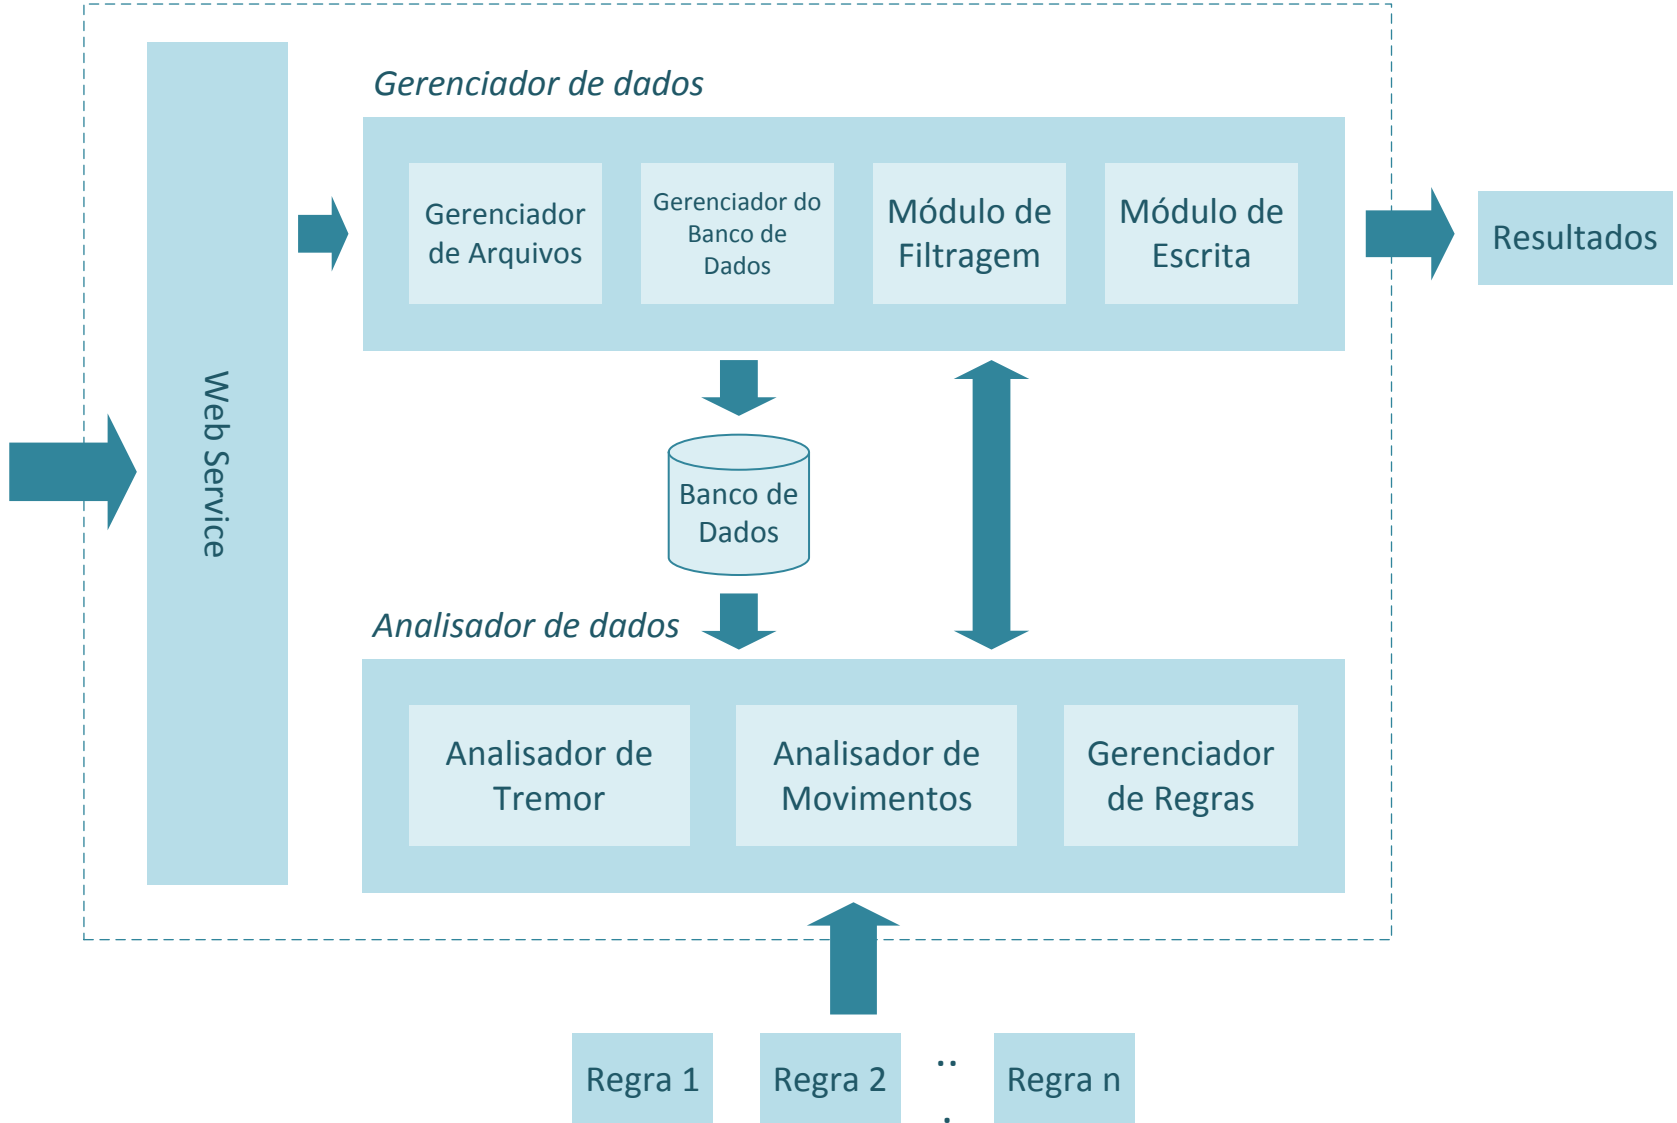 Gerenciador de dados
Gerenciador
de Arquivos
Gerenciador do
Banco de
Dados
Módulo de
Filtragem
Módulo de
Escrita
Resultados
Web Service
Banco de
Dados
Analisador de dados
Analisador de
Tremor
Analisador de
Movimentos
Gerenciador
de Regras
Regra 1
Regra 2
..
.
Regra n